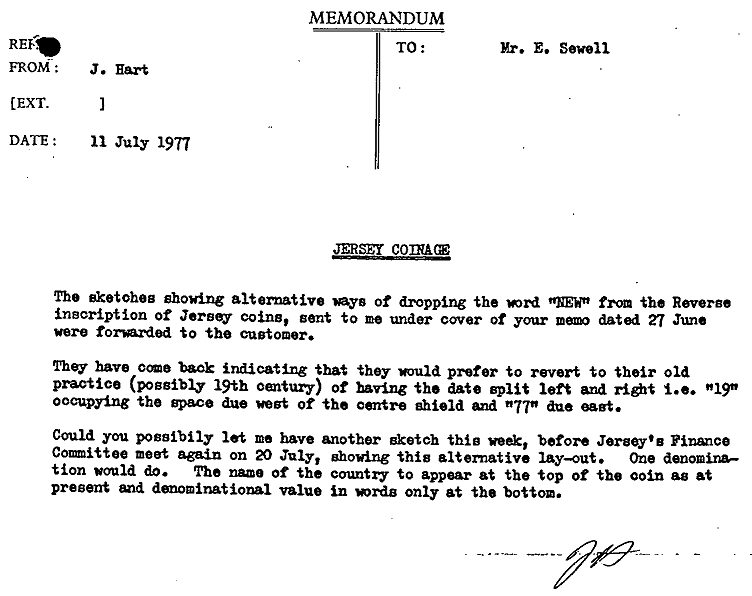 MEMORANDUM
REF:
TO: Mr. E. Sewell
FROM: J. Hart
[EXT. ]
DATE: 11 July 1977
JERSEY COINAGE
The sketches showing alternative ways of dropping the word "NEW" from the Reverse
inscription of Jersey coins, sent to me under cover of your memo dated 27 June
were forwarded to the customer.
They have come back indicating that they would prefer to revert to their old
practice (possibly 19th century) of having the date split left and right i.e. "19"
occupying the space due west of the centre shield and "77" due east.
Could you possibily let me have another sketch this week, before Jersey's Finance
Committee meet again on 20 July, showing this alternative lay-out. One denomina-
tion would do. The name of the country to appear at the top of the coin as at
present and denominational value in words only at the bottom.
JH